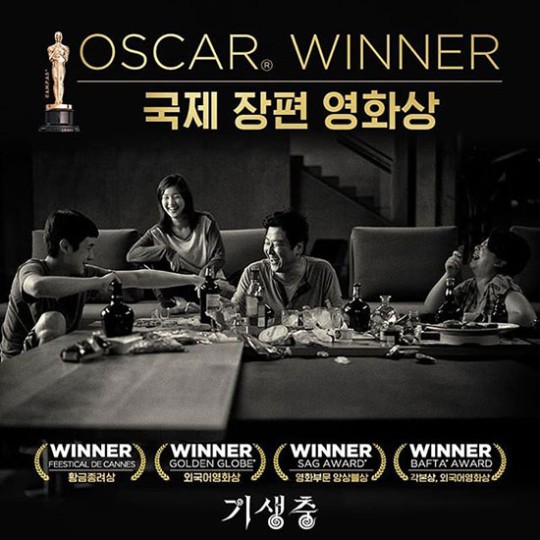 OSCAR® WINNER
국제 장편 영화상
WINNER
FEESTICAL DE CANNES
황금종려상
WINNER
GOLDEN GLOBE®
외국어영화상
WINNER
SAG AWARD®
영화부문 앙상블상
WINNER
BAFTA® AWARD
각본상, 외국어영화상
기생충